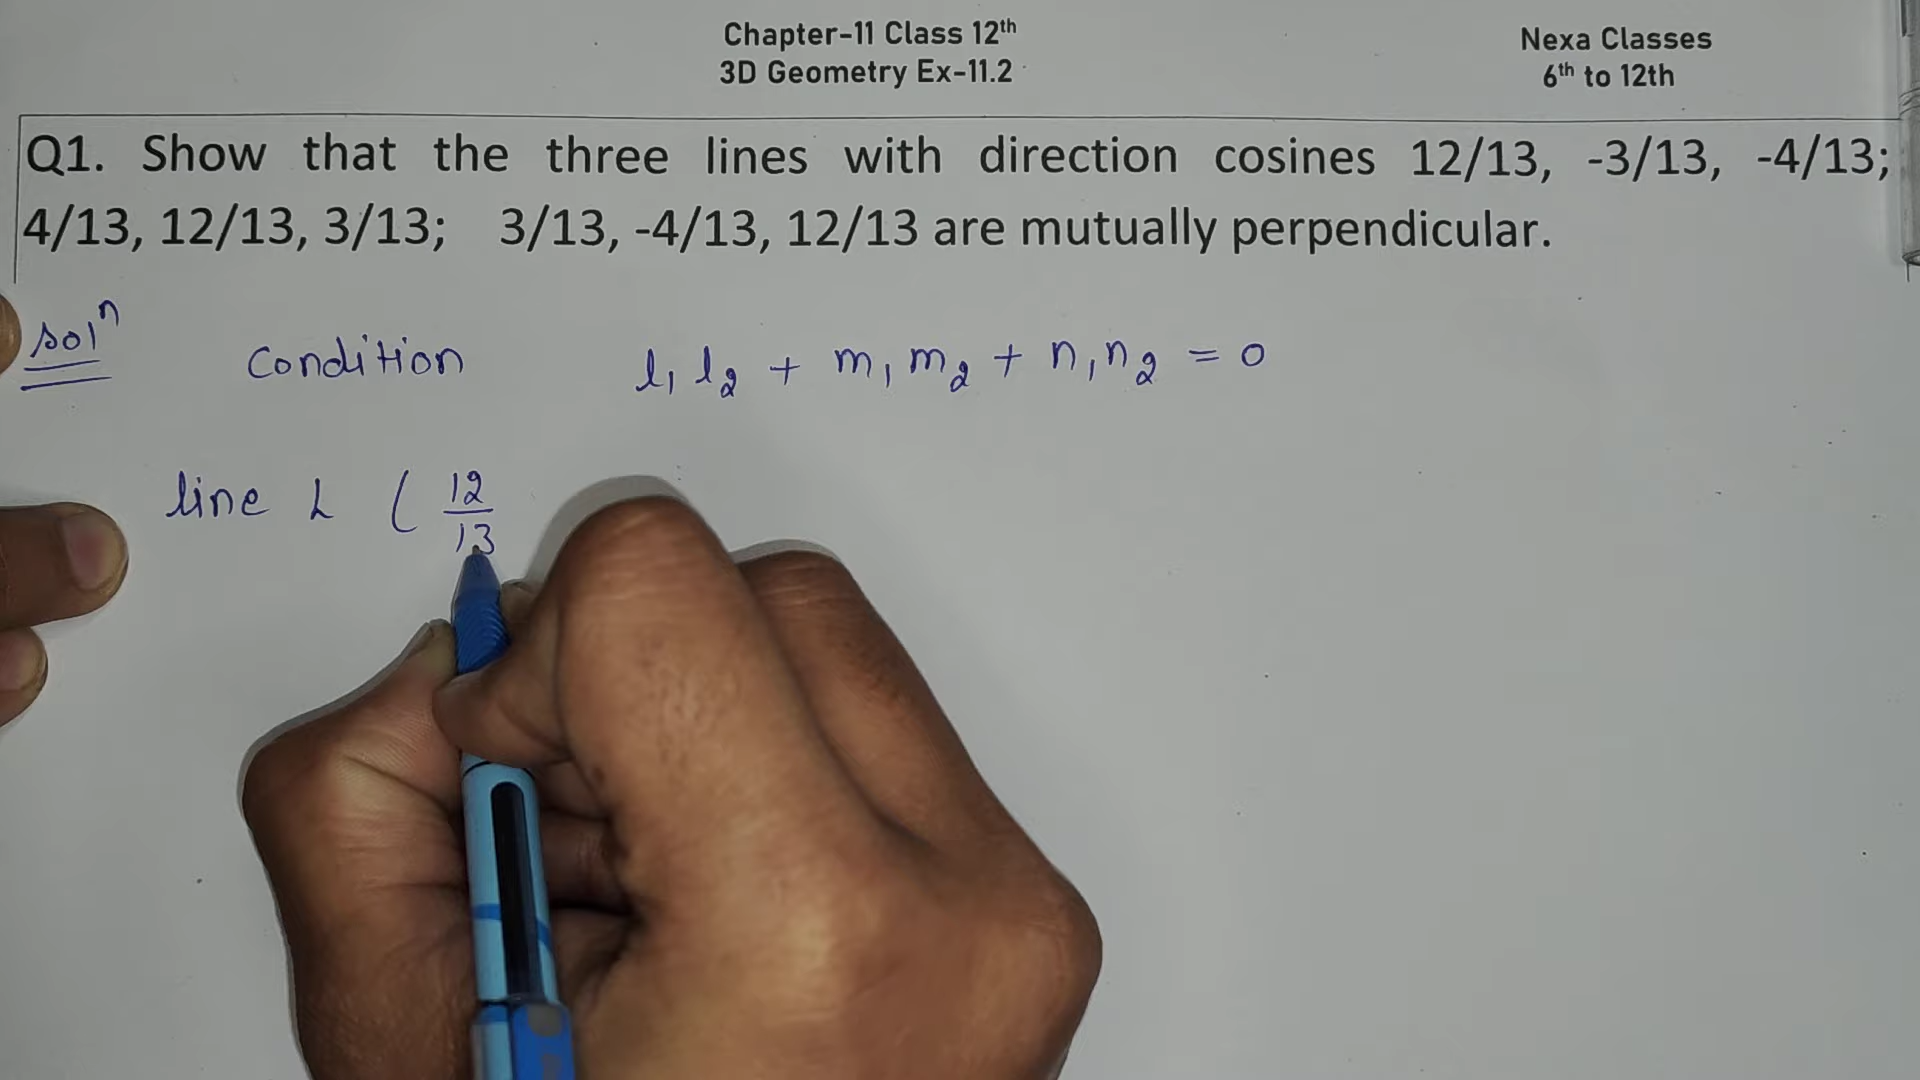 Chapter-11 Class 12th
3D Geometry Ex-11.2
Nexa Classes
6th to 12th
Q1. Show that the three lines with direction cosines 12/13, -3/13, -4/13;
4/13, 12/13, 3/13; 3/13, -4/13, 12/13 are mutually perpendicular.
solⁿ
Condition l₁ l₂ + m₁ m₂ + n₁ n₂ = 0
line L ( 12/13